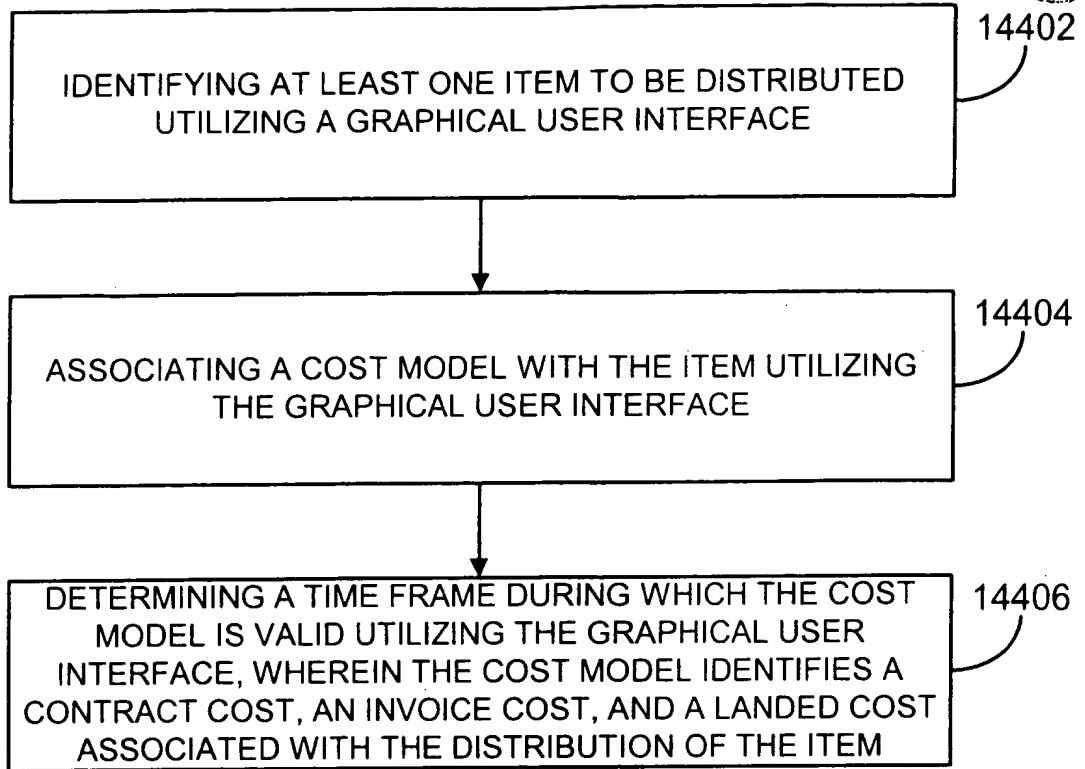 14402
IDENTIFYING AT LEAST ONE ITEM TO BE DISTRIBUTED
UTILIZING A GRAPHICAL USER INTERFACE
14404
ASSOCIATING A COST MODEL WITH THE ITEM UTILIZING
THE GRAPHICAL USER INTERFACE
14406
DETERMINING A TIME FRAME DURING WHICH THE COST
MODEL IS VALID UTILIZING THE GRAPHICAL USER
INTERFACE, WHEREIN THE COST MODEL IDENTIFIES A
CONTRACT COST, AN INVOICE COST, AND A LANDED COST
ASSOCIATED WITH THE DISTRIBUTION OF THE ITEM